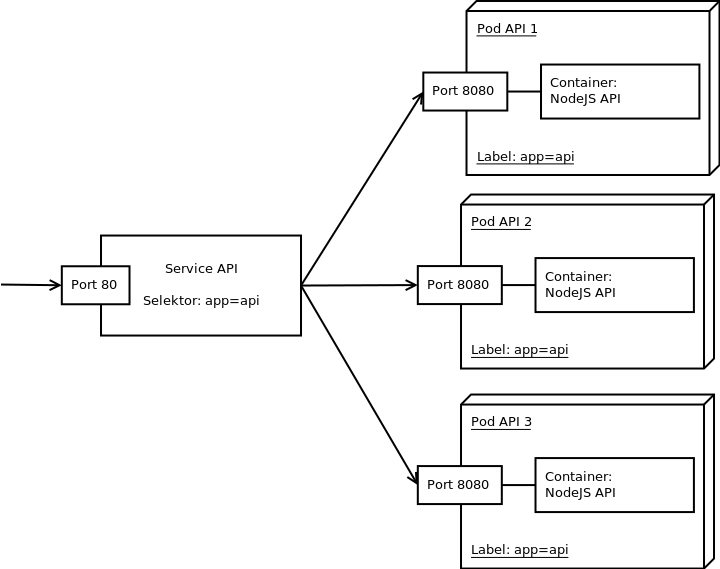 Pod API 1
Port 8080
Container:
NodeJS API
Label: app=api
Port 80
Service API
Selektor: app=api
Pod API 2
Port 8080
Container:
NodeJS API
Label: app=api
Pod API 3
Port 8080
Container:
NodeJS API
Label: app=api